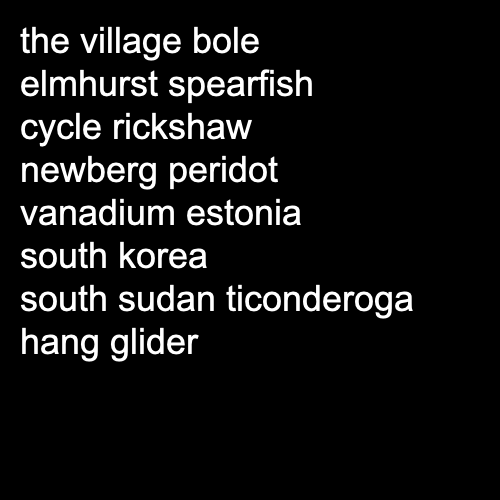 the village bole
elmhurst spearfish
cycle rickshaw
newberg peridot
vanadium estonia
south korea
south sudan ticonderoga
hang glider